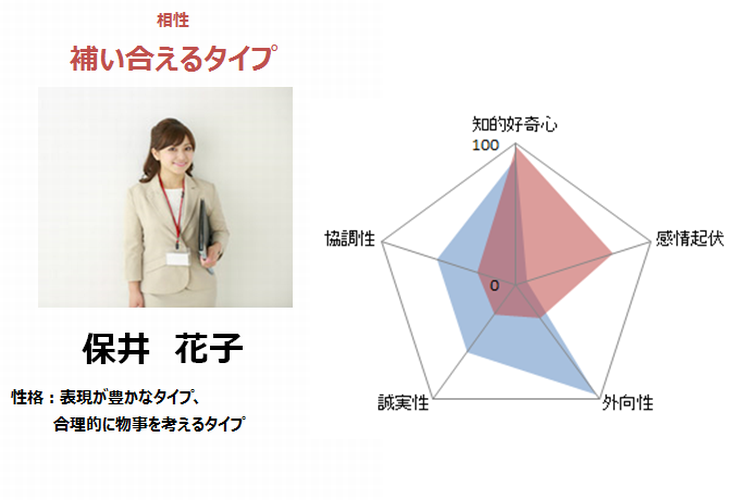 相性
補い合えるタイプ
保井　花子
性格：表現が豊かなタイプ、
合理的に物事を考えるタイプ
知的好奇心
100
感情起伏
協調性
0
誠実性
外向性